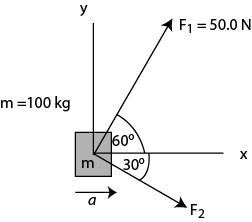 y
F₁ = 50.0 N
m =100 kg
60º
x
m
30º
a
F₂